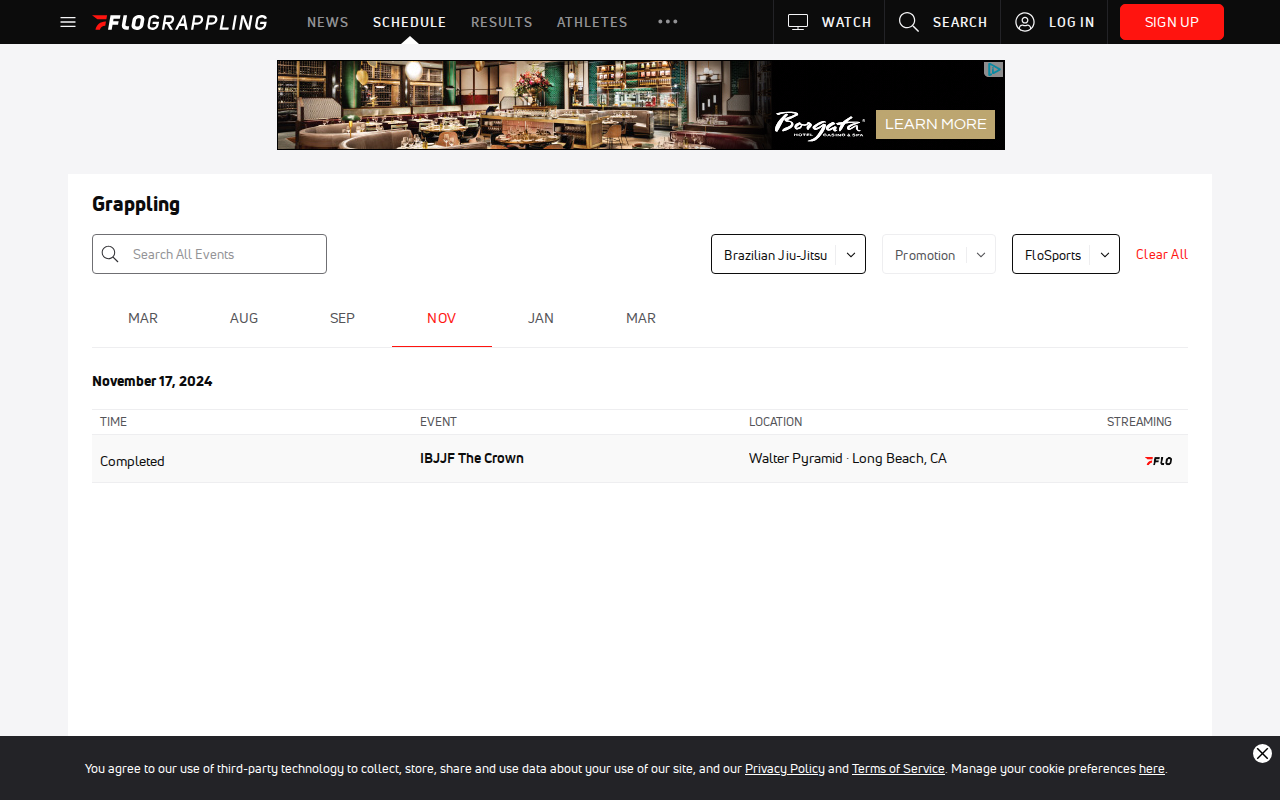 FLOGRAPPLING NEWS SCHEDULE RESULTS ATHLETES ••• WATCH SEARCH LOG IN SIGN UP
Borgata
HOTEL CASINO & SPA
LEARN MORE
Grappling
Search All Events Brazilian Jiu-Jitsu Promotion FloSports Clear All
MAR AUG SEP NOV JAN MAR
November 17, 2024
TIME EVENT LOCATION STREAMING
Completed IBJJF The Crown Walter Pyramid · Long Beach, CA FLO
You agree to our use of third-party technology to collect, store, share and use data about your use of our site, and our Privacy Policy and Terms of Service. Manage your cookie preferences here.